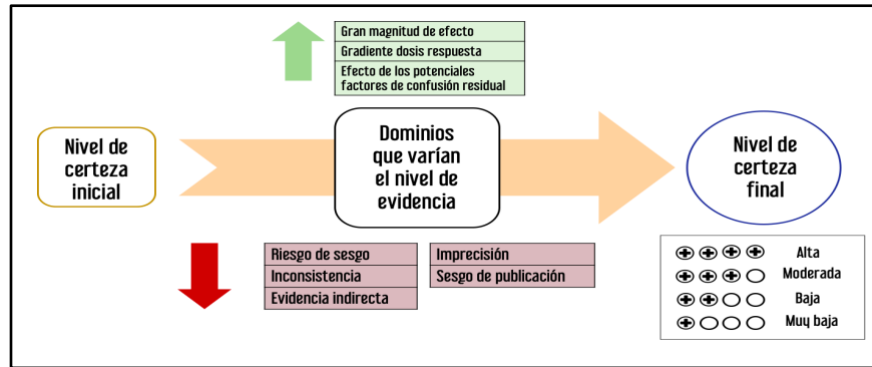 Gran magnitud de efecto
Gradiente dosis respuesta
Efecto de los potenciales
factores de confusión residual
Nivel de
certeza
inicial
Dominios
que varían
el nivel de
evidencia
Nivel de
certeza
final
Riesgo de sesgo
Inconsistencia
Evidencia indirecta
Imprecisión
Sesgo de publicación
Alta
Moderada
Baja
Muy baja